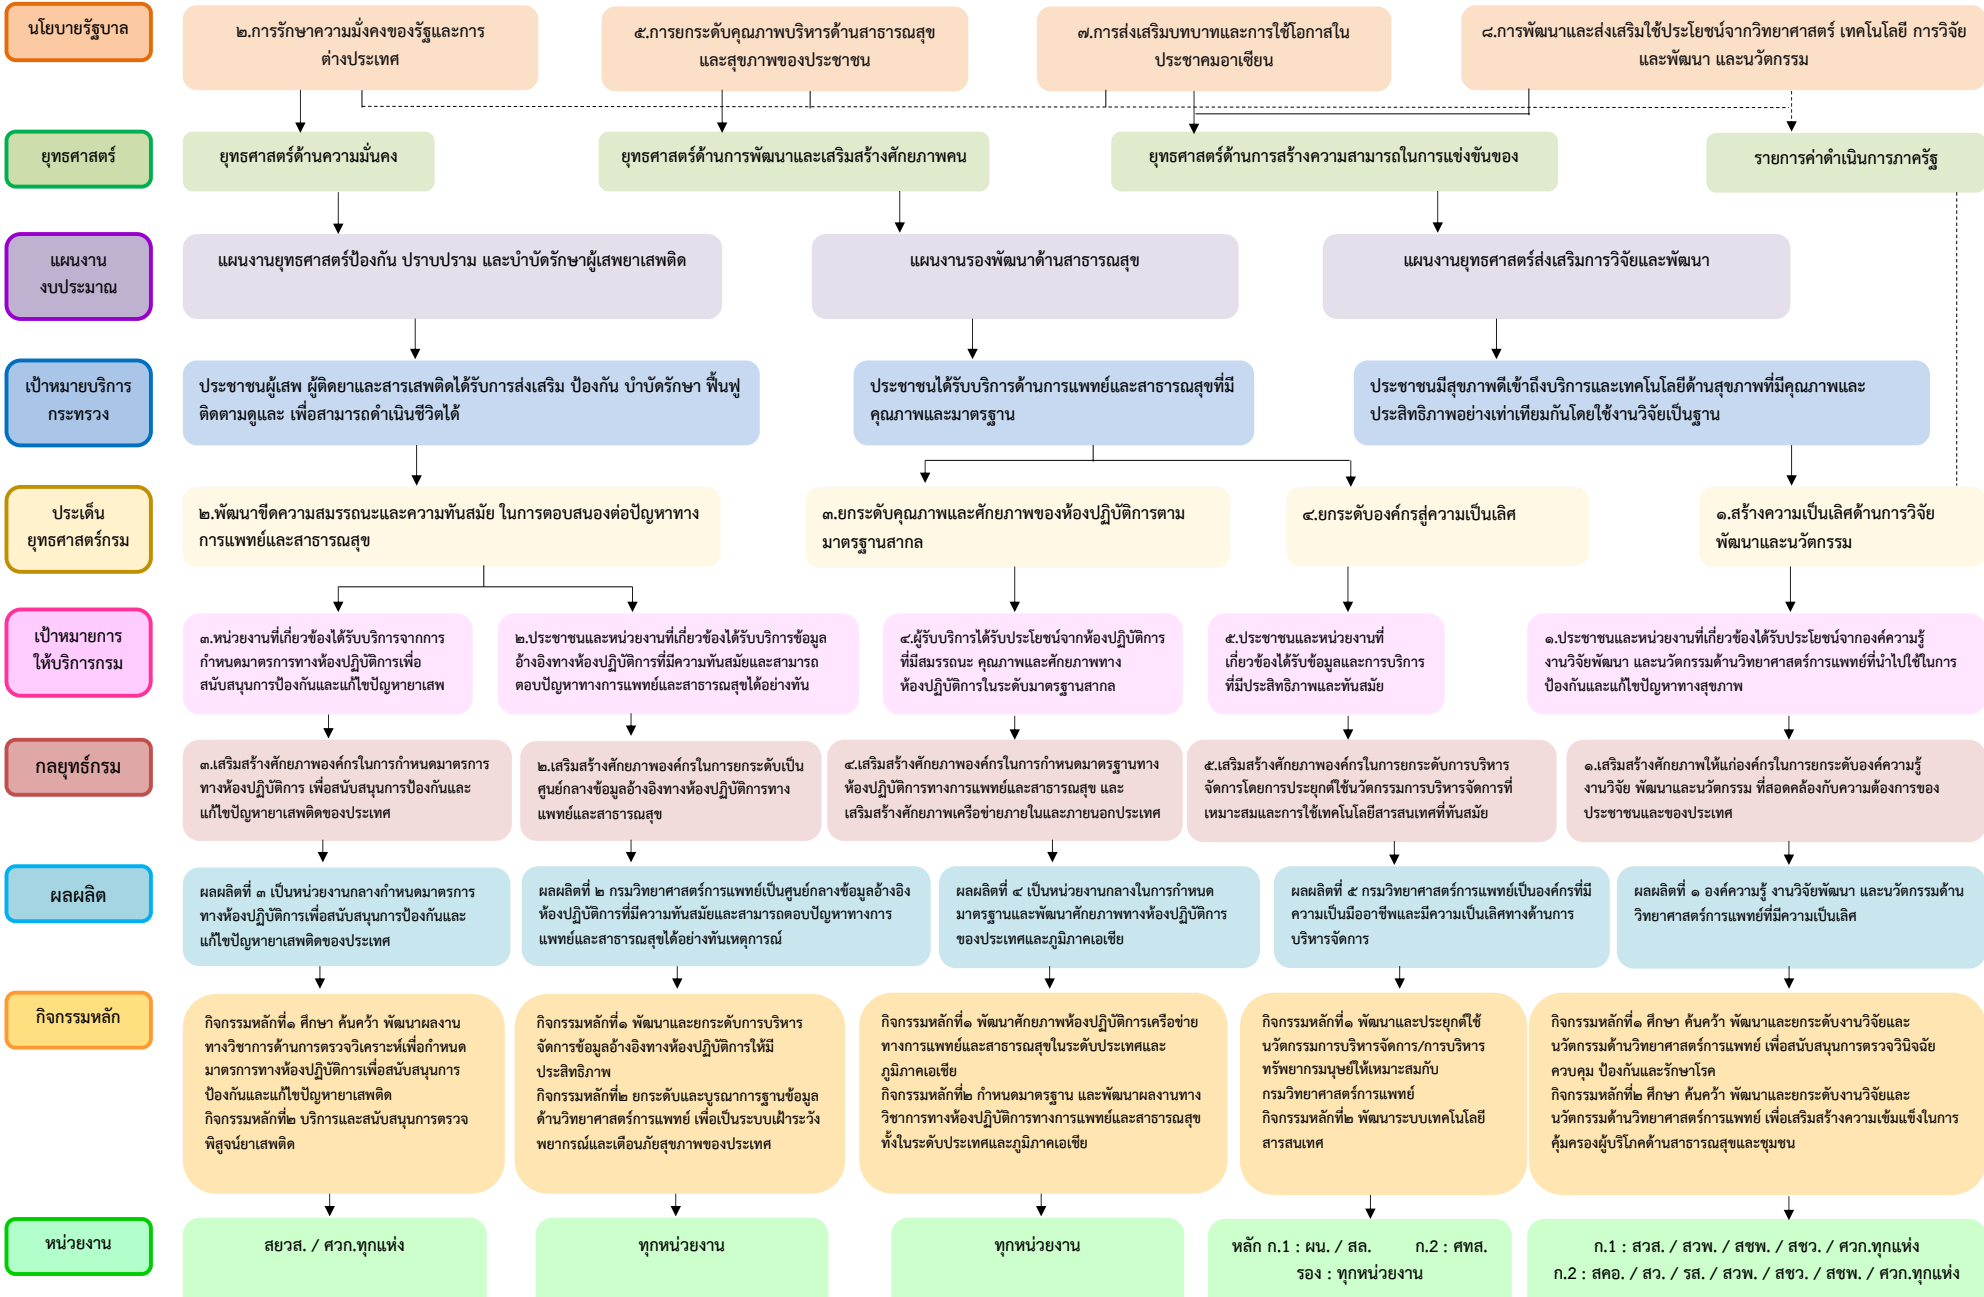 นโยบายรัฐบาล
๒.การรักษาความมั่งคงของรัฐและการ
ต่างประเทศ
๕.การยกระดับคุณภาพบริหารด้านสาธารณสุข
และสุขภาพของประชาชน
๗.การส่งเสริมบทบาทและการใช้โอกาสใน
ประชาคมอาเซียน
๘.การพัฒนาและส่งเสริมใช้ประโยชน์จากวิทยาศาสตร์ เทคโนโลยี การวิจัย
และพัฒนา และนวัตกรรม
ยุทธศาสตร์
ยุทธศาสตร์ด้านความมั่นคง
ยุทธศาสตร์ด้านการพัฒนาและเสริมสร้างศักยภาพคน
ยุทธศาสตร์ด้านการสร้างความสามารถในการแข่งขันของ
รายการค่าดำเนินการภาครัฐ
แผนงาน
งบประมาณ
แผนงานยุทธศาสตร์ป้องกัน ปราบปราม และบำบัดรักษาผู้เสพยาเสพติด
แผนงานรองพัฒนาด้านสาธารณสุข
แผนงานยุทธศาสตร์ส่งเสริมการวิจัยและพัฒนา
เป้าหมายบริการ
กระทรวง
ประชาชนผู้เสพ ผู้ติดยาและสารเสพติดได้รับการส่งเสริม ป้องกัน บำบัดรักษา ฟื้นฟู
ติดตามดูและ เพื่อสามารถดำเนินชีวิตได้
ประชาชนได้รับบริการด้านการแพทย์และสาธารณสุขที่มี
คุณภาพและมาตรฐาน
ประชาชนมีสุขภาพดีเข้าถึงบริการและเทคโนโลยีด้านสุขภาพที่มีคุณภาพและ
ประสิทธิภาพอย่างเท่าเทียมกันโดยใช้งานวิจัยเป็นฐาน
ประเด็น
ยุทธศาสตร์กรม
๒.พัฒนาขีดความสมรรถนะและความทันสมัย ในการตอบสนองต่อปัญหาทาง
การแพทย์และสาธารณสุข
๓.ยกระดับคุณภาพและศักยภาพของห้องปฏิบัติการตาม
มาตรฐานสากล
๔.ยกระดับองค์กรสู่ความเป็นเลิศ
๑.สร้างความเป็นเลิศด้านการวิจัย
พัฒนาและนวัตกรรม
เป้าหมายการ
ให้บริการกรม
๓.หน่วยงานที่เกี่ยวข้องได้รับบริการจากการ
กำหนดมาตรการทางห้องปฏิบัติการเพื่อ
สนับสนุนการป้องกันและแก้ไขปัญหายาเสพ
๒.ประชาชนและหน่วยงานที่เกี่ยวข้องได้รับบริการข้อมูล
อ้างอิงทางห้องปฏิบัติการที่มีความทันสมัยและสามารถ
ตอบปัญหาทางการแพทย์และสาธารณสุขได้อย่างทัน
๔.ผู้รับบริการได้รับประโยชน์จากห้องปฏิบัติการ
ที่มีสมรรถนะ คุณภาพและศักยภาพทาง
ห้องปฏิบัติการในระดับมาตรฐานสากล
๕.ประชาชนและหน่วยงานที่
เกี่ยวข้องได้รับข้อมูลและการบริการ
ที่มีประสิทธิภาพและทันสมัย
๑.ประชาชนและหน่วยงานที่เกี่ยวข้องได้รับประโยชน์จากองค์ความรู้
งานวิจัยพัฒนา และนวัตกรรมด้านวิทยาศาสตร์การแพทย์ที่นำไปใช้ในการ
ป้องกันและแก้ไขปัญหาทางสุขภาพ
กลยุทธ์กรม
๓.เสริมสร้างศักยภาพองค์กรในการกำหนดมาตรการ
ทางห้องปฏิบัติการ เพื่อสนับสนุนการป้องกันและ
แก้ไขปัญหายาเสพติดของประเทศ
๒.เสริมสร้างศักยภาพองค์กรในการยกระดับเป็น
ศูนย์กลางข้อมูลอ้างอิงทางห้องปฏิบัติการทาง
แพทย์และสาธารณสุข
๔.เสริมสร้างศักยภาพองค์กรในการกำหนดมาตรฐานทาง
ห้องปฏิบัติการทางการแพทย์และสาธารณสุข และ
เสริมสร้างศักยภาพเครือข่ายภายในและภายนอกประเทศ
๕.เสริมสร้างศักยภาพองค์กรในการยกระดับการบริหาร
จัดการโดยการประยุกต์ใช้นวัตกรรมการบริหารจัดการที่
เหมาะสมและการใช้เทคโนโลยีสารสนเทศที่ทันสมัย
๑.เสริมสร้างศักยภาพให้แก่องค์กรในการยกระดับองค์ความรู้
งานวิจัย พัฒนาและนวัตกรรม ที่สอดคล้องกับความต้องการของ
ประชาชนและของประเทศ
ผลผลิต
ผลผลิตที่ ๓ เป็นหน่วยงานกลางกำหนดมาตรการ
ทางห้องปฏิบัติการเพื่อสนับสนุนการป้องกันและ
แก้ไขปัญหายาเสพติดของประเทศ
ผลผลิตที่ ๒ กรมวิทยาศาสตร์การแพทย์เป็นศูนย์กลางข้อมูลอ้างอิง
ห้องปฏิบัติการที่มีความทันสมัยและสามารถตอบปัญหาทางการ
แพทย์และสาธารณสุขได้อย่างทันเหตุการณ์
ผลผลิตที่ ๔ เป็นหน่วยงานกลางในการกำหนด
มาตรฐานและพัฒนาศักยภาพทางห้องปฏิบัติการ
ของประเทศและภูมิภาคเอเชีย
ผลผลิตที่ ๕ กรมวิทยาศาสตร์การแพทย์เป็นองค์กรที่มี
ความเป็นมืออาชีพและมีความเป็นเลิศทางด้านการ
บริหารจัดการ
ผลผลิตที่ ๑ องค์ความรู้ งานวิจัยพัฒนา และนวัตกรรมด้าน
วิทยาศาสตร์การแพทย์ที่มีความเป็นเลิศ
กิจกรรมหลัก
กิจกรรมหลักที่๑ ศึกษา ค้นคว้า พัฒนาผลงาน
ทางวิชาการด้านการตรวจวิเคราะห์เพื่อกำหนด
มาตรการทางห้องปฏิบัติการเพื่อสนับสนุนการ
ป้องกันและแก้ไขปัญหายาเสพติด
กิจกรรมหลักที่๒ บริการและสนับสนุนการตรวจ
พิสูจน์ยาเสพติด
กิจกรรมหลักที่๑ พัฒนาและยกระดับการบริหาร
จัดการข้อมูลอ้างอิงทางห้องปฏิบัติการให้มี
ประสิทธิภาพ
กิจกรรมหลักที่๒ ยกระดับและบูรณาการฐานข้อมูล
ด้านวิทยาศาสตร์การแพทย์ เพื่อเป็นระบบเฝ้าระวัง
พยากรณ์และเตือนภัยสุขภาพของประเทศ
กิจกรรมหลักที่๑ พัฒนาศักยภาพห้องปฏิบัติการเครือข่าย
ทางการแพทย์และสาธารณสุขในระดับประเทศและ
ภูมิภาคเอเชีย
กิจกรรมหลักที่๒ กำหนดมาตรฐาน และพัฒนาผลงานทาง
วิชาการทางห้องปฏิบัติการทางการแพทย์และสาธารณสุข
ทั้งในระดับประเทศและภูมิภาคเอเชีย
กิจกรรมหลักที่๑ พัฒนาและประยุกต์ใช้
นวัตกรรมการบริหารจัดการ/การบริหาร
ทรัพยากรมนุษย์ให้เหมาะสมกับ
กรมวิทยาศาสตร์การแพทย์
กิจกรรมหลักที่๒ พัฒนาระบบเทคโนโลยี
สารสนเทศ
กิจกรรมหลักที่๑ ศึกษา ค้นคว้า พัฒนาและยกระดับงานวิจัยและ
นวัตกรรมด้านวิทยาศาสตร์การแพทย์ เพื่อสนับสนุนการตรวจวินิจฉัย
ควบคุม ป้องกันและรักษาโรค
กิจกรรมหลักที่๒ ศึกษา ค้นคว้า พัฒนาและยกระดับงานวิจัยและ
นวัตกรรมด้านวิทยาศาสตร์การแพทย์ เพื่อเสริมสร้างความเข้มแข็งในการ
คุ้มครองผู้บริโภคด้านสาธารณสุขและชุมชน
หน่วยงาน
สยวส. / ศวก.ทุกแห่ง
ทุกหน่วยงาน
ทุกหน่วยงาน
หลัก ก.1 : ผน. / สล. ก.2 : ศทส.
รอง : ทุกหน่วยงาน
ก.1 : สวส. / สวพ. / สชพ. / สชว. / ศวก.ทุกแห่ง
ก.2 : สคอ. / สว. / รส. / สวพ. / สชว. / สชพ. / ศวก.ทุกแห่ง